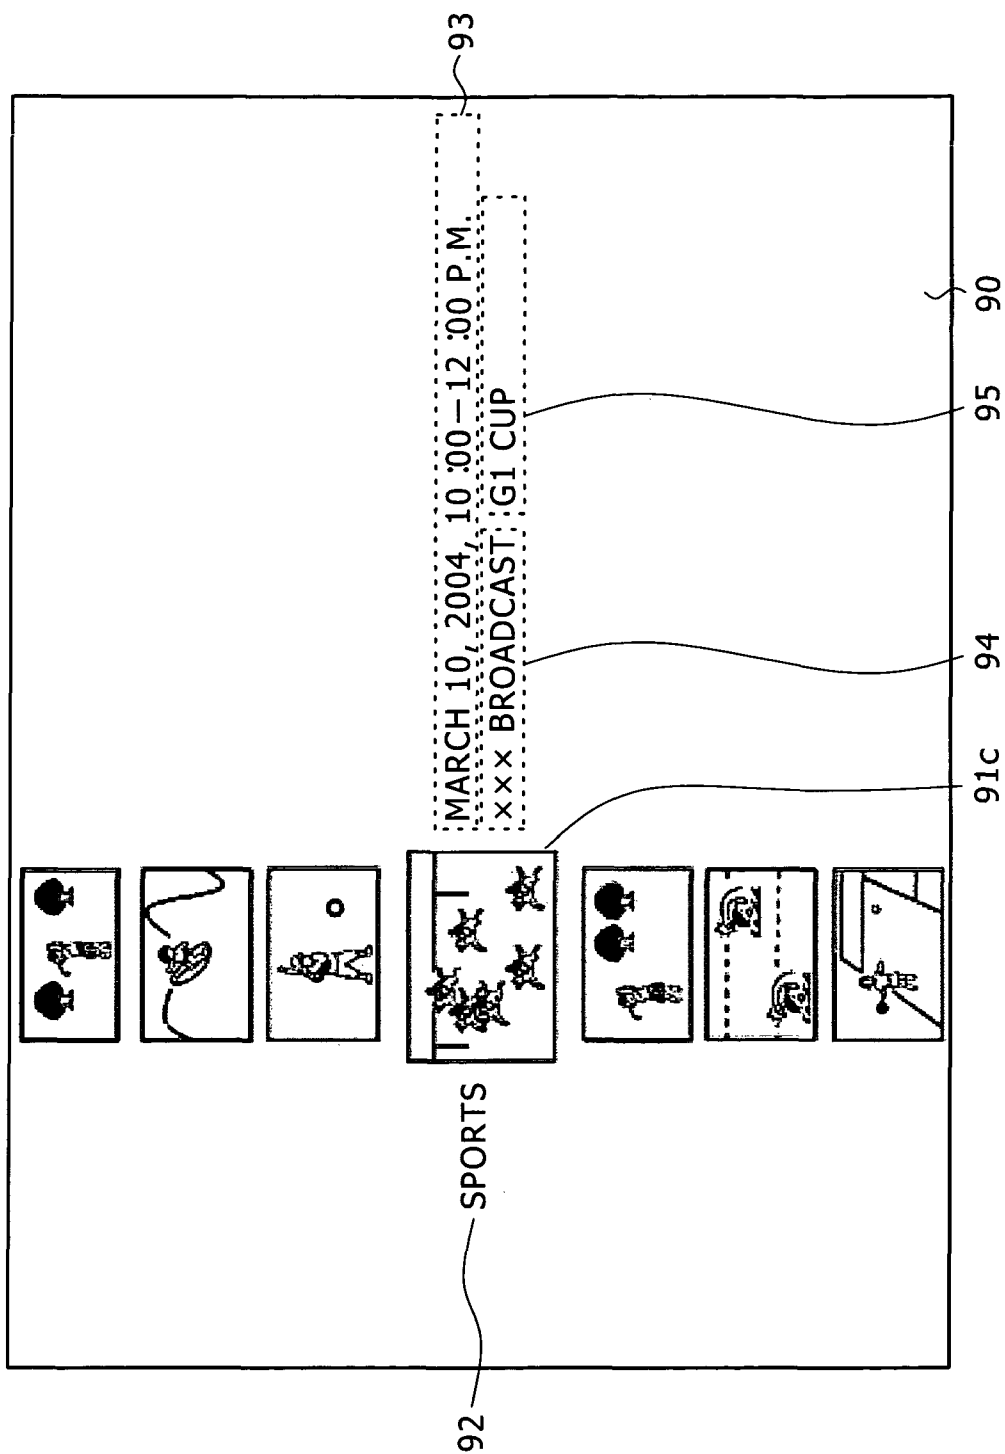 93
MARCH 10, 2004, 10 :00–12 :00 P.M.
××× BROADCAST
G1 CUP
SPORTS
92
91c
94
95
90